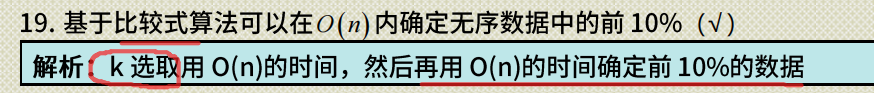 19. 基于比较式算法可以在O(n)内确定无序数据中的前 10%（√）
解析：k 选取用 O(n)的时间，然后再用 O(n)的时间确定前 10%的数据